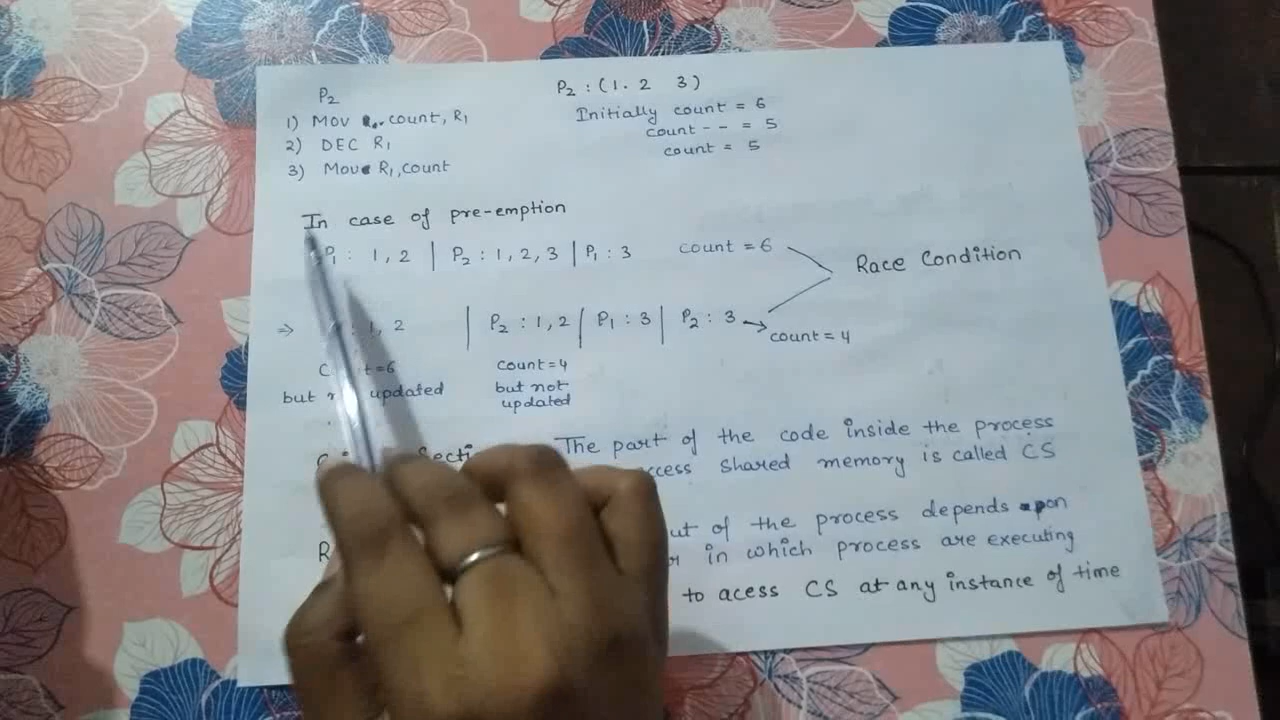 P2
1) MOV count, R1
2) DEC R1
3) Move R1, count
P2 : (1. 2 3)
Initially count = 6
count - - = 5
count = 5
In case of pre-emption
P1 : 1, 2 | P2 : 1, 2, 3 | P1 : 3 count = 6
Race Condition
⇒ : 1, 2 | P2 : 1, 2 | P1 : 3 | P2 : 3 → count = 4
=6
but updated
count=4
but not
updated
The part of the code inside the process
shared memory is called CS
of the process depends upon
in which process are executing
to acess CS at any instance of time